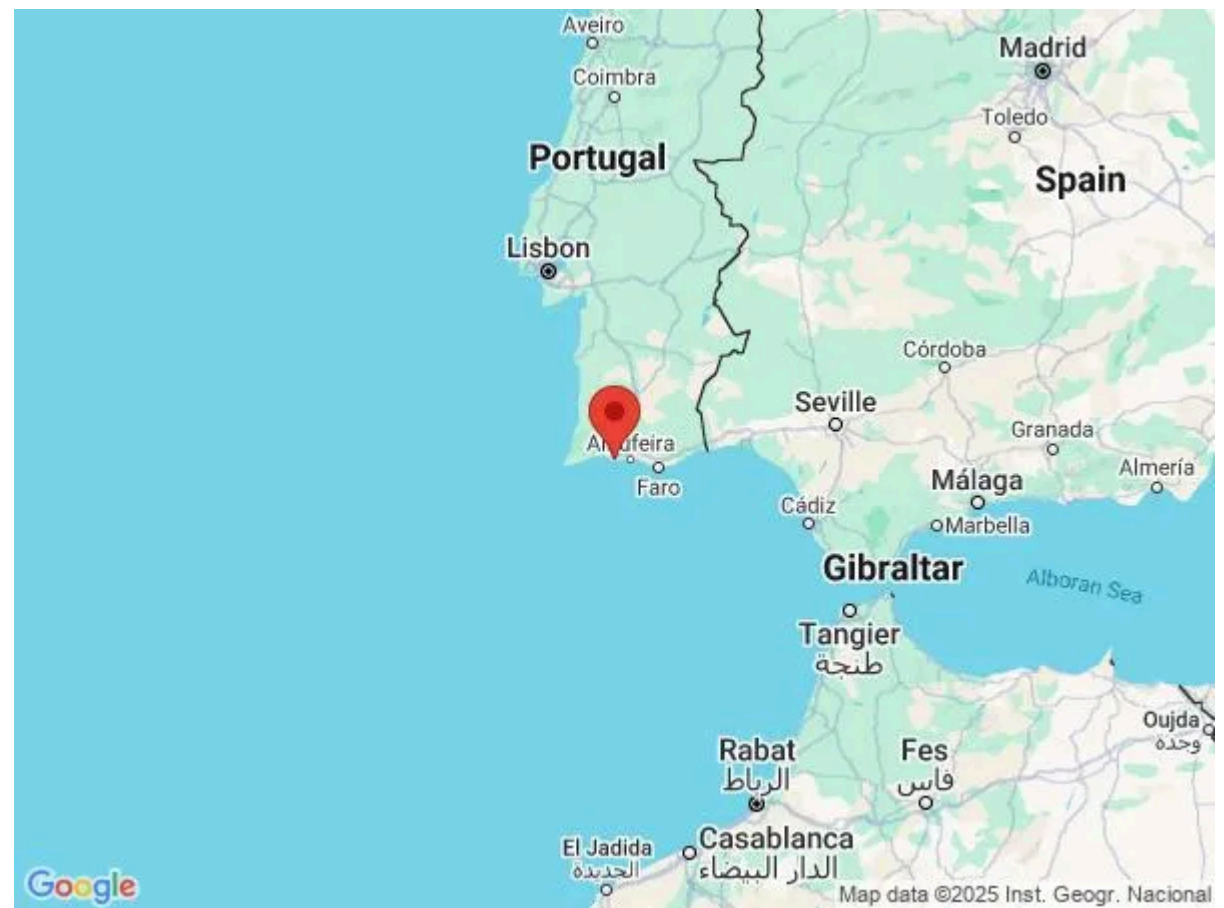 Aveiro
Madrid
Coimbra
Toledo
Portugal
Spain
Lisbon
Córdoba
Seville
Granada
Almería
Faro
Málaga
Cádiz
Marbella
Gibraltar
Alboran Sea
Tangier
طنجة
Oujda
وجدة
Rabat
الرباط
Fes
فاس
Casablanca
الدار البيضاء
El Jadida
الجديدة
Google
Map data ©2025 Inst. Geogr. Nacional